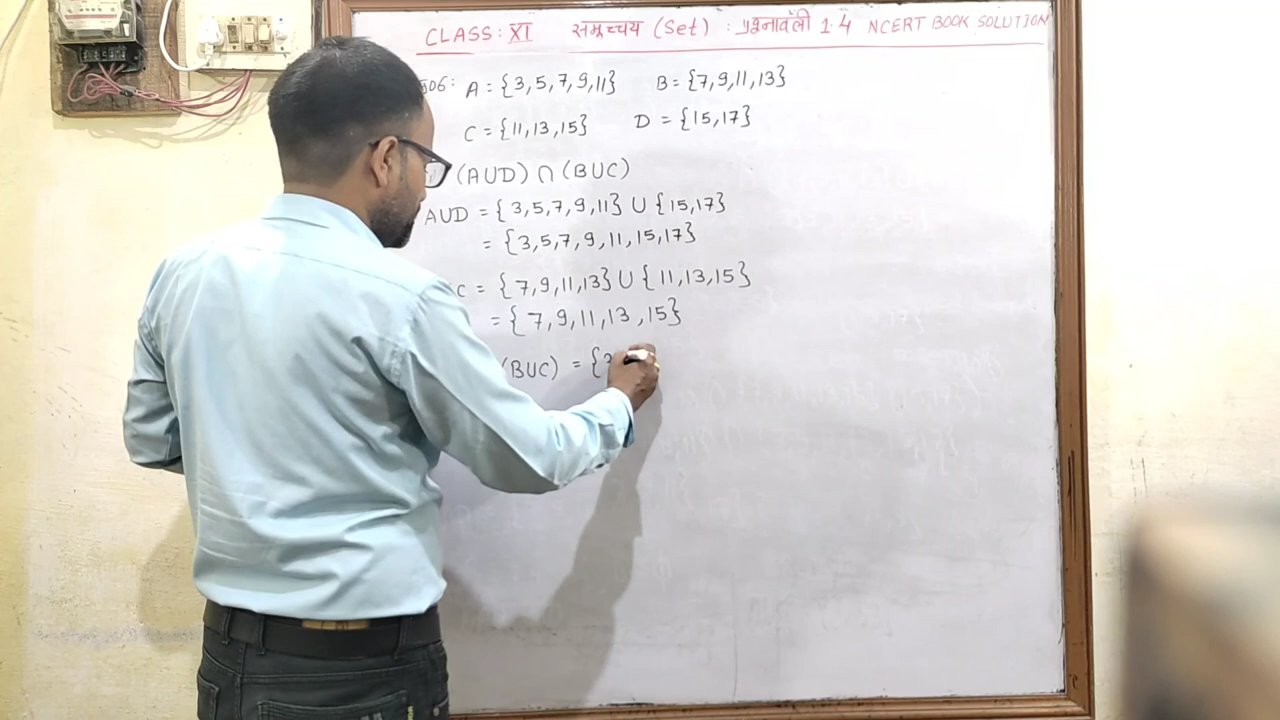 CLASS: XI समूच्चय (Set) : प्रश्नावली 1.4 NCERT BOOK SOLUTION
06: A = {3,5,7,9,11} B = {7,9,11,13}
C = {11,13,15} D = {15,17}
(AUD) ∩ (BUC)
AUD = {3,5,7,9,11} U {15,17}
= {3,5,7,9,11,15,17}
C = {7,9,11,13} U {11,13,15}
= {7,9,11,13,15}
(BUC) = {3